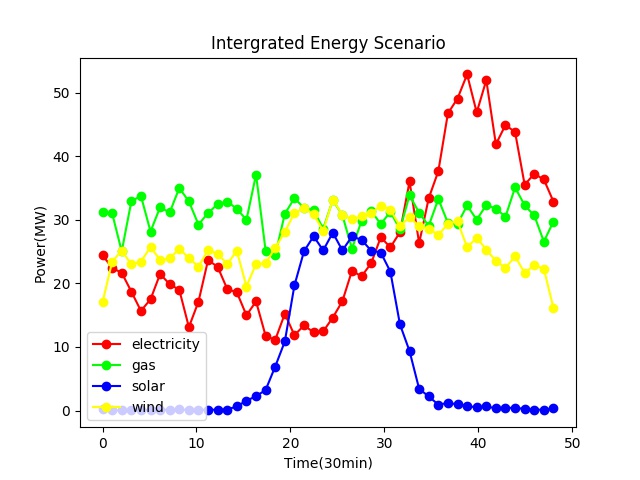 Intergrated Energy Scenario
Power(MW)
50
40
30
20
10
0
electricity
gas
solar
wind
0 10 20 30 40 50
Time(30min)